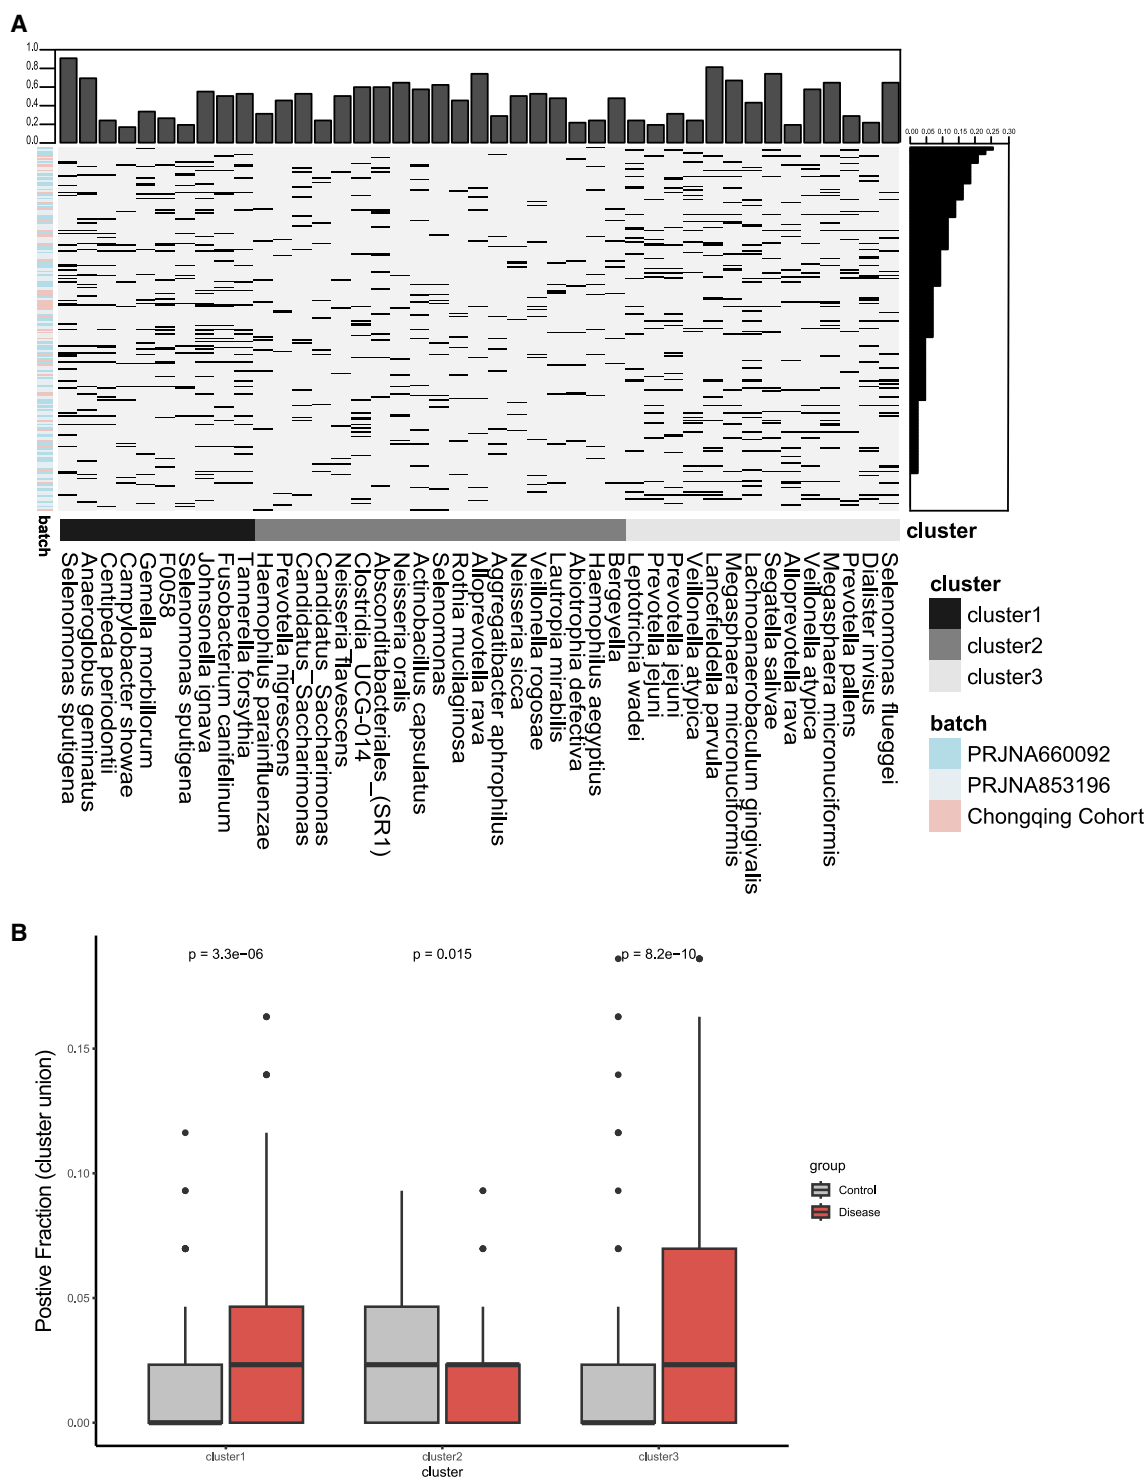 A
1.0
0.8
0.6
0.4
0.2
0.0
0.00 0.05 0.10 0.15 0.20 0.25 0.30
batch
cluster
Selenomonas sputigena
Anaeroglobus geminatus
Centipeda periodontii
Campylobacter showae
Gemella morbillorum
F0058
Selenomonas sputigena
Johnsonella ignava
Fusobacterium canifelinum
Tannerella forsythia
Haemophilus parainfluenzae
Prevotella nigrescens
Candidatus_Saccharimonas
Candidatus_Saccharimonas
Neisseria flavescens
Clostridia_UCG-014
Absconditabacteriales_(SR1)
Neisseria oralis
Actinobacillus capsulatus
Selenomonas
Rothia mucilaginosa
Alloprevotella rava
Aggregatibacter aphrophilus
Neisseria sicca
Veillonella rogosae
Lautropia mirabilis
Abiotrophia defectiva
Haemophilus aegyptius
Bergeyella
Leptotrichia wadei
Prevotella jejuni
Prevotella jejuni
Veillonella atypica
Lancefieldella parvula
Megasphaera micronuciformis
Lachnoanaerobaculum gingivalis
Segatella salivae
Alloprevotella rava
Veillonella atypica
Megasphaera micronuciformis
Prevotella pallens
Dialister invisus
Selenomonas flueggei
cluster
cluster1
cluster2
cluster3
batch
PRJNA660092
PRJNA853196
Chongqing Cohort
B
p = 3.3e−06
p = 0.015
p = 8.2e−10
0.15
0.10
0.05
0.00
Postive Fraction (cluster union)
group
Control
Disease
cluster1
cluster2
cluster3
cluster